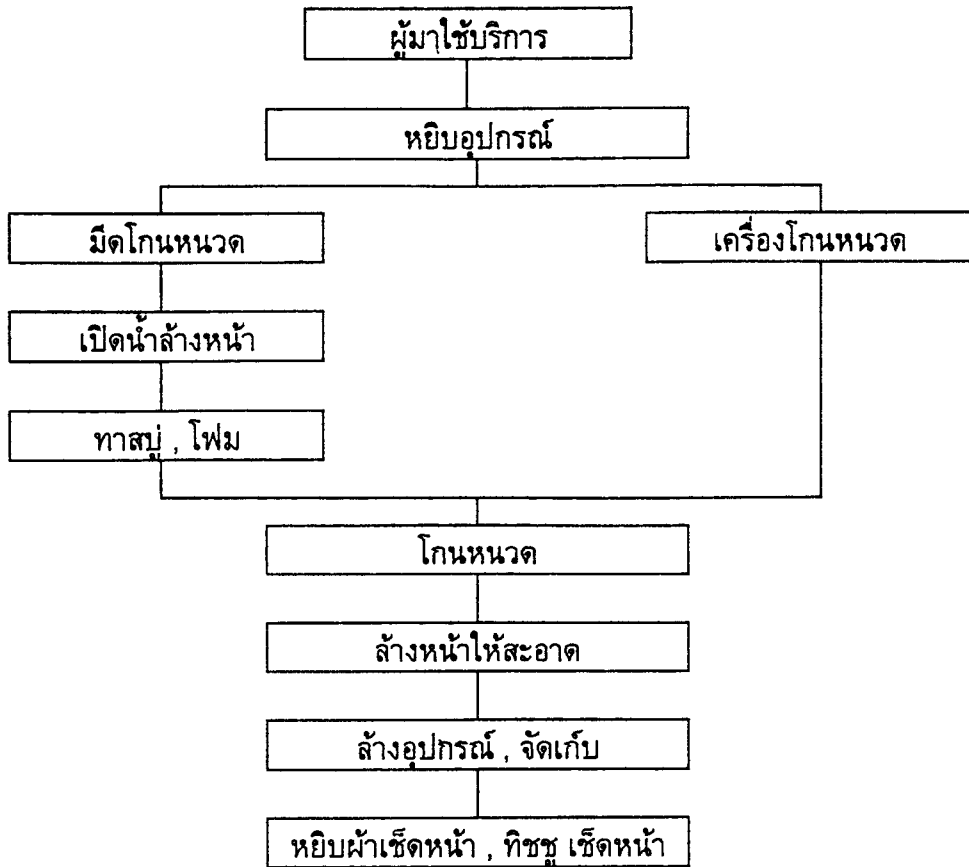 ผู้มาใช้บริการ
หยิบอุปกรณ์
มีดโกนหนวด
เครื่องโกนหนวด
เปิดน้ำล้างหน้า
ทาสบู่ , โฟม
โกนหนวด
ล้างหน้าให้สะอาด
ล้างอุปกรณ์ , จัดเก็บ
หยิบผ้าเช็ดหน้า , ทิชชู เช็ดหน้า